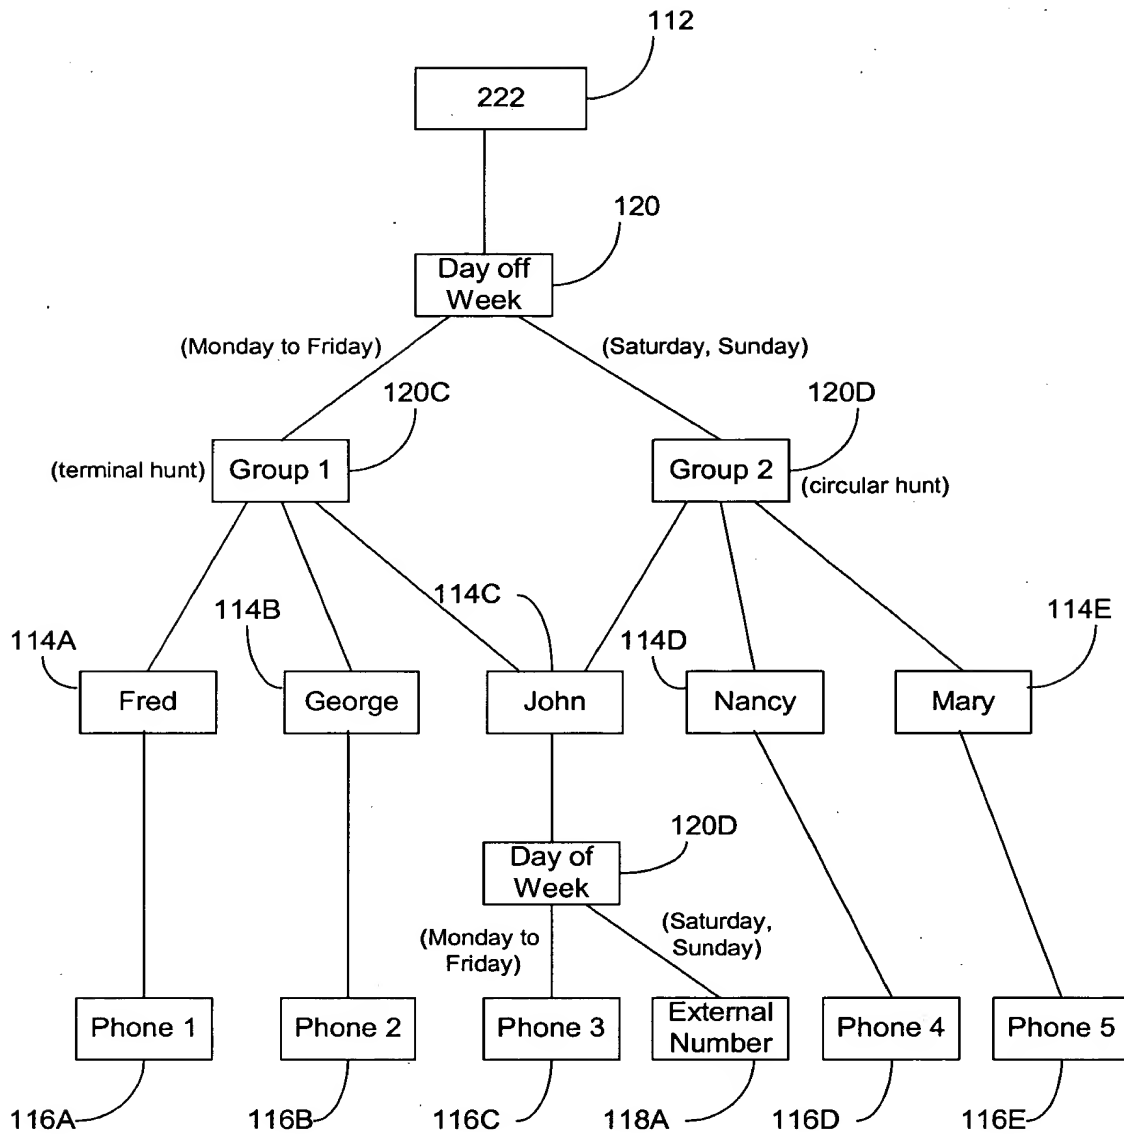 112
222
120
Day off
Week
(Monday to Friday)
(Saturday, Sunday)
120C
120D
(terminal hunt)
Group 1
Group 2
(circular hunt)
114A
114B
114C
114D
114E
Fred
George
John
Nancy
Mary
120D
Day of
Week
(Monday to
Friday)
(Saturday,
Sunday)
Phone 1
Phone 2
Phone 3
External
Number
Phone 4
Phone 5
116A
116B
116C
118A
116D
116E